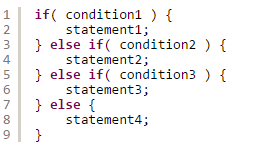 1 if( condition1 ) {
2     statement1;
3 } else if( condition2 ) {
4     statement2;
5 } else if( condition3 ) {
6     statement3;
7 } else {
8     statement4;
9 }